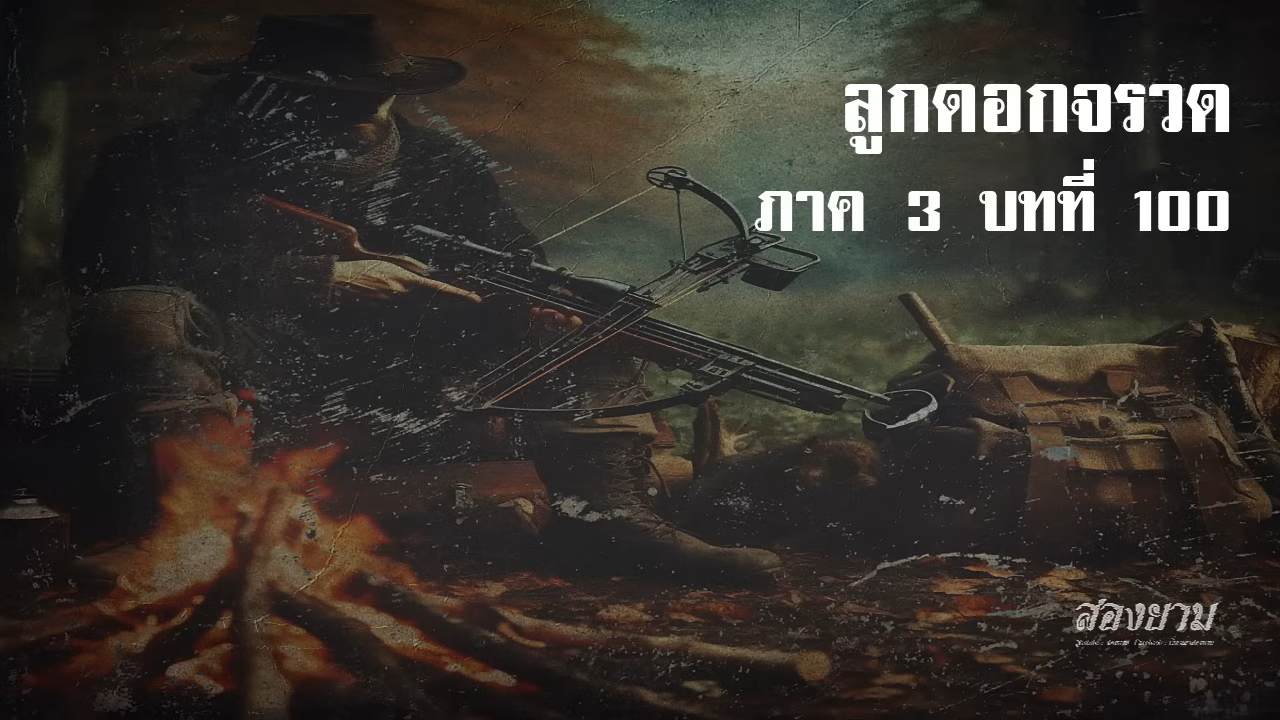 ลูกดอกจรวด
ภาค 3 บทที่ 100
สองยาม